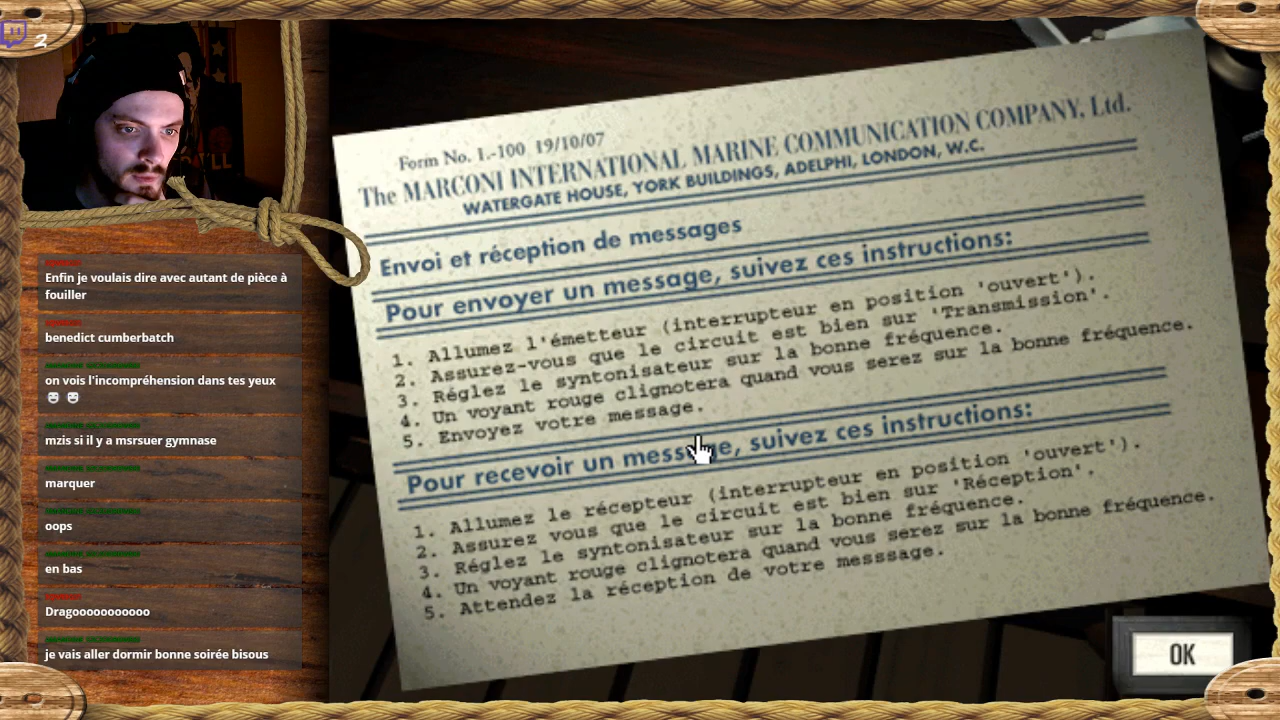 2
Enfin je voulais dire avec autant de pièce à
fouiller
benedict cumberbatch
on vois l'incompréhension dans tes yeux
mzis si il y a msrsuer gymnase
marquer
oops
en bas
Dragooooooooooo
je vais aller dormir bonne soirée bisous
Form No. 1.-100 19/10/07
The MARCONI INTERNATIONAL MARINE COMMUNICATION COMPANY, Ltd.
WATERGATE HOUSE, YORK BUILDINGS, ADELPHI, LONDON, W.C.
Envoi et réception de messages
Pour envoyer un message, suivez ces instructions:
1. Allumez l'émetteur (interrupteur en position 'ouvert').
2. Assurez-vous que le circuit est bien sur 'Transmission'.
3. Réglez le syntonisateur sur la bonne fréquence.
4. Un voyant rouge clignotera quand vous serez sur la bonne fréquence.
5. Envoyez votre message.
Pour recevoir un message, suivez ces instructions:
1. Allumez le récepteur (interrupteur en position 'ouvert').
2. Assurez vous que le circuit est bien sur 'Réception'.
3. Réglez le syntonisateur sur la bonne fréquence.
4. Un voyant rouge clignotera quand vous serez sur la bonne fréquence.
5. Attendez la réception de votre messsage.
OK